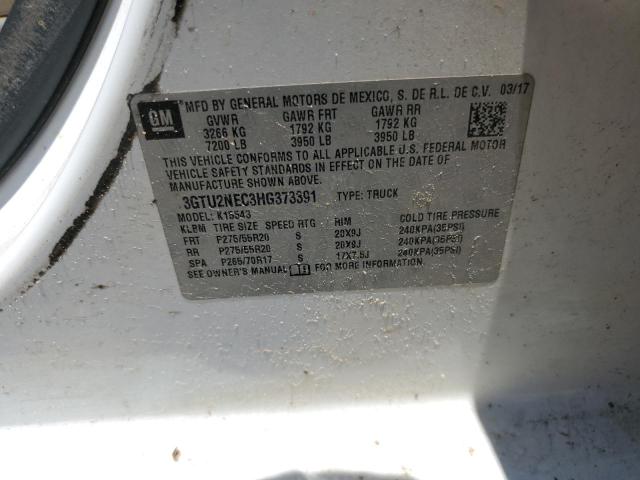 GM
MFD BY GENERAL MOTORS DE MEXICO, S. DE R.L. DE C.V. 03/17
GVWR GAWR FRT GAWR RR
3266 KG 1792 KG 1792 KG
7200 LB 3950 LB 3950 LB
THIS VEHICLE CONFORMS TO ALL APPLICABLE U.S. FEDERAL MOTOR
VEHICLE SAFETY STANDARDS IN EFFECT ON THE DATE OF
MANUFACTURE SHOWN ABOVE.
3GTU2NEC3HG373391 TYPE: TRUCK
MODEL: K15543
KLBM TIRE SIZE SPEED RTG RIM COLD TIRE PRESSURE
FRT P275/55R20 S 20X9J 240KPA(35PSI)
RR P275/55R20 S 20X9J 240KPA(35PSI)
SPA P265/70R17 S 17X7.5J 240KPA(35PSI)
SEE OWNER'S MANUAL FOR MORE INFORMATION.